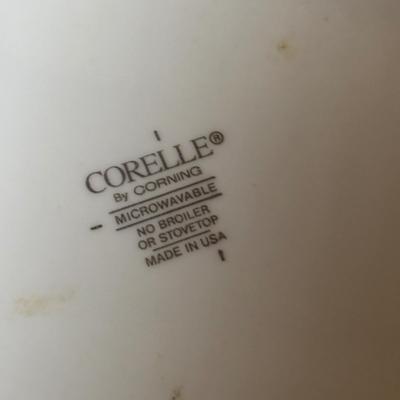 CORELLE®
By CORNING
MICROWAVABLE
NO BROILER
OR STOVETOP
MADE IN USA